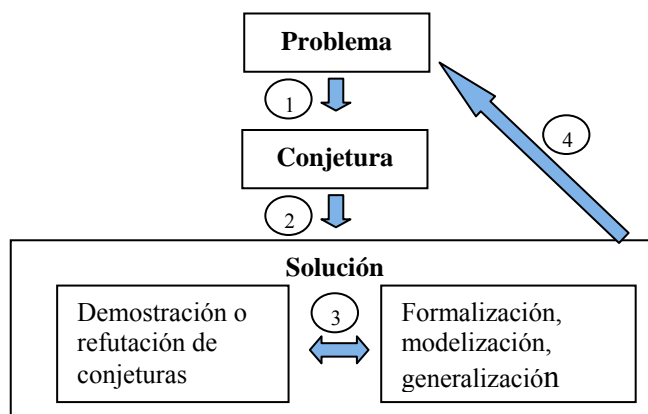 Problema
1
4
Conjetura
2
Solución
Demostración o
refutación de
conjeturas
3
Formalización,
modelización,
generalización